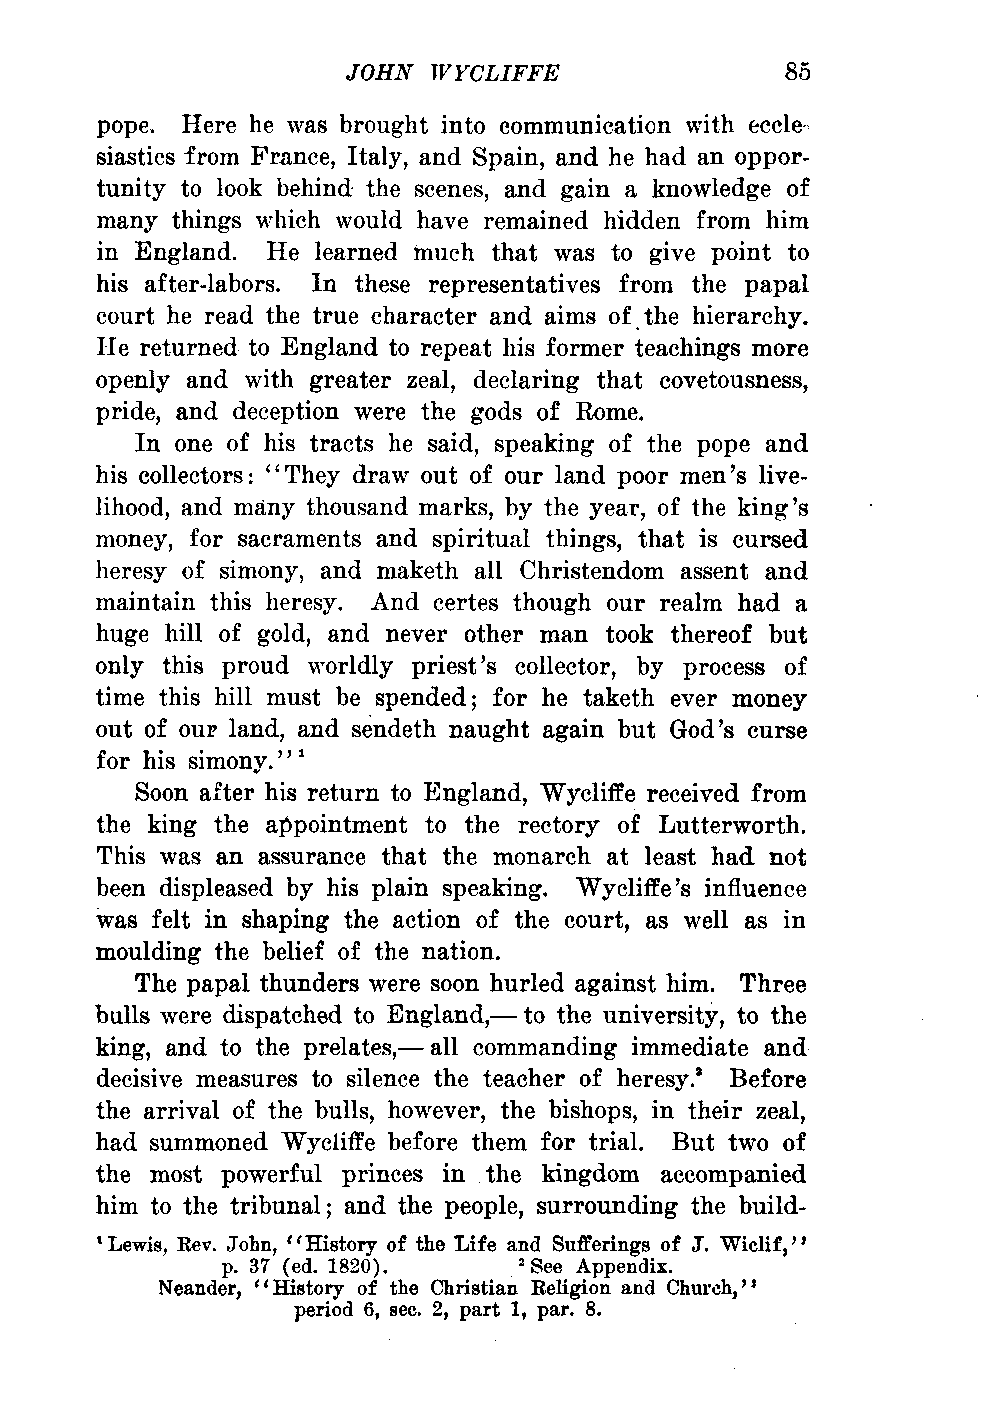 JOHN WYCLIFFE 85
pope. Here he was brought into communication with eccle-
siastics from France, Italy, and Spain, and he had an oppor-
tunity to look behind the scenes, and gain a knowledge of
many things which would have remained hidden from him
in England. He learned much that was to give point to
his after-labors. In these representatives from the papal
court he read the true character and aims of the hierarchy.
He returned to England to repeat his former teachings more
openly and with greater zeal, declaring that covetousness,
pride, and deception were the gods of Rome.
In one of his tracts he said, speaking of the pope and
his collectors: "They draw out of our land poor men's live-
lihood, and many thousand marks, by the year, of the king's
money, for sacraments and spiritual things, that is cursed
heresy of simony, and maketh all Christendom assent and
maintain this heresy. And certes though our realm had a
huge hill of gold, and never other man took thereof but
only this proud worldly priest's collector, by process of
time this hill must be spended; for he taketh ever money
out of our land, and sendeth naught again but God's curse
for his simony."¹
Soon after his return to England, Wycliffe received from
the king the appointment to the rectory of Lutterworth.
This was an assurance that the monarch at least had not
been displeased by his plain speaking. Wycliffe's influence
was felt in shaping the action of the court, as well as in
moulding the belief of the nation.
The papal thunders were soon hurled against him. Three
bulls were dispatched to England,— to the university, to the
king, and to the prelates,— all commanding immediate and
decisive measures to silence the teacher of heresy.² Before
the arrival of the bulls, however, the bishops, in their zeal,
had summoned Wycliffe before them for trial. But two of
the most powerful princes in the kingdom accompanied
him to the tribunal; and the people, surrounding the build-
¹ Lewis, Rev. John, "History of the Life and Sufferings of J. Wiclif,"
p. 37 (ed. 1820). ² See Appendix.
Neander, "History of the Christian Religion and Church,"
period 6, sec. 2, part 1, par. 8.